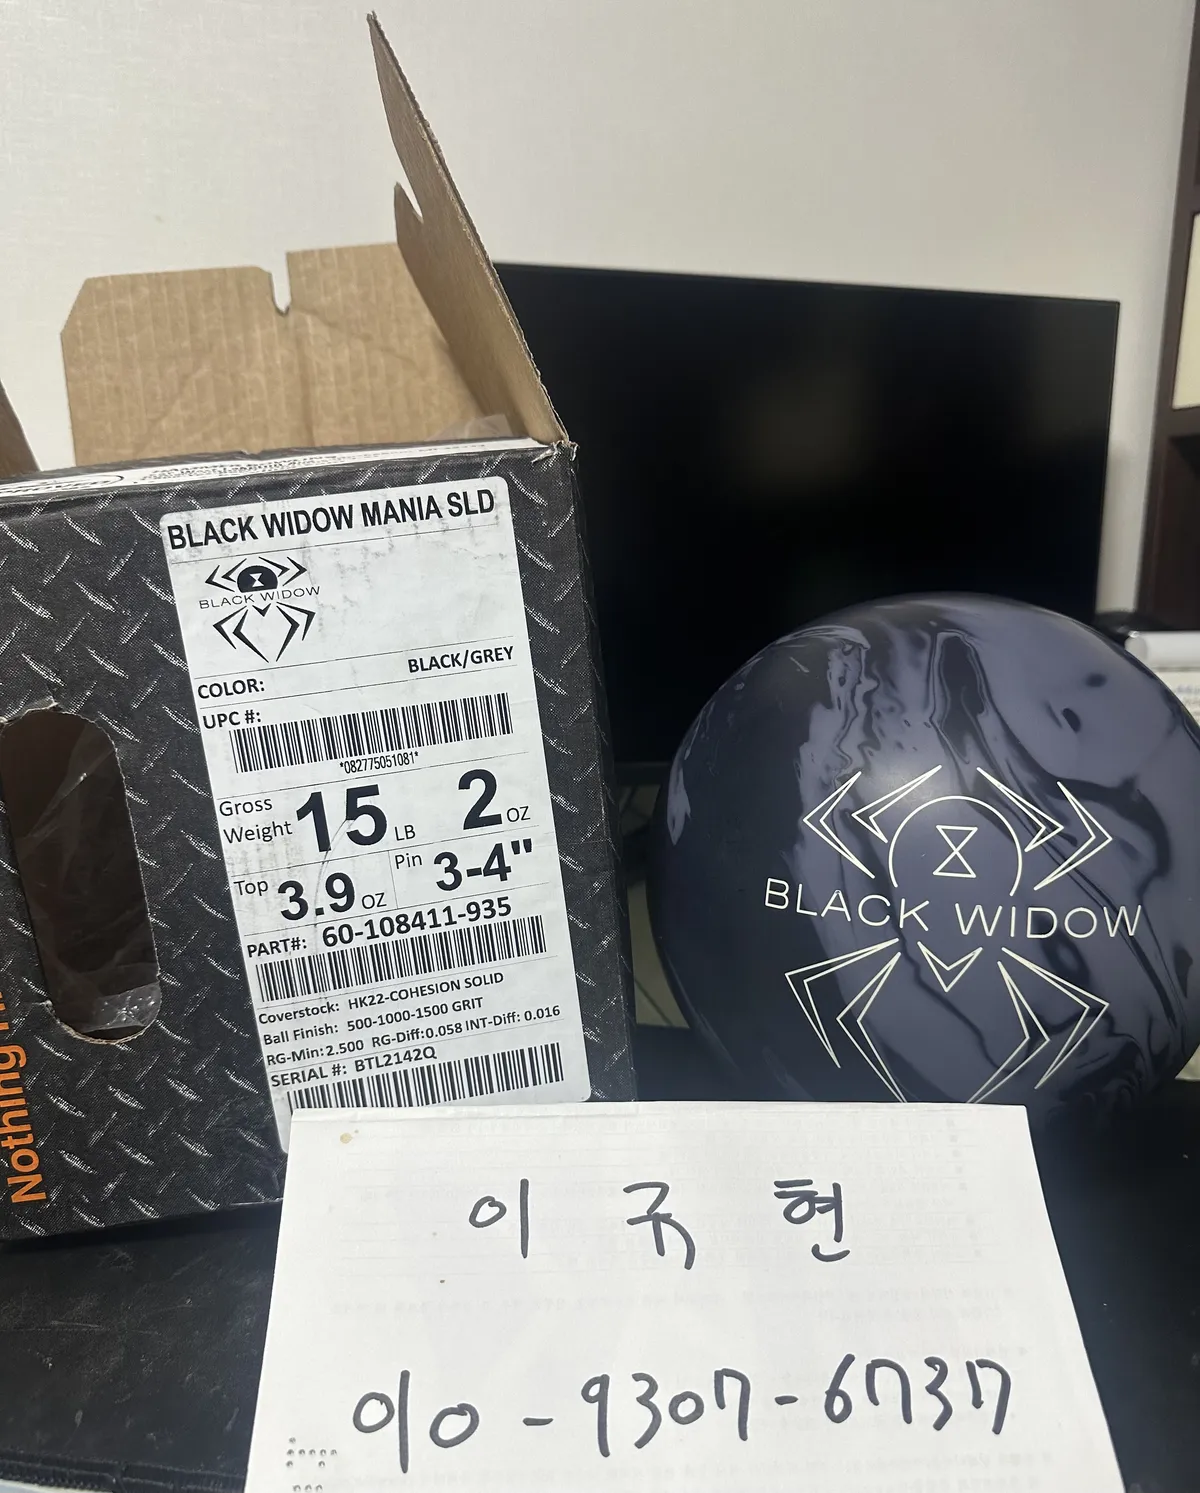 BLACK WIDOW MANIA SLD
BLACK WIDOW
COLOR: BLACK/GREY
UPC #:
*082775051081*
Gross Weight 15 LB 2 OZ
Top 3.9 OZ Pin 3-4"
PART#: 60-108411-935
Coverstock: HK22-COHESION SOLID
Ball Finish: 500-1000-1500 GRIT
RG-Min:2.500 RG-Diff:0.058 INT-Diff: 0.016
SERIAL #: BTL2142Q
Nothing
BLACK WIDOW
이국현
010-9307-6737